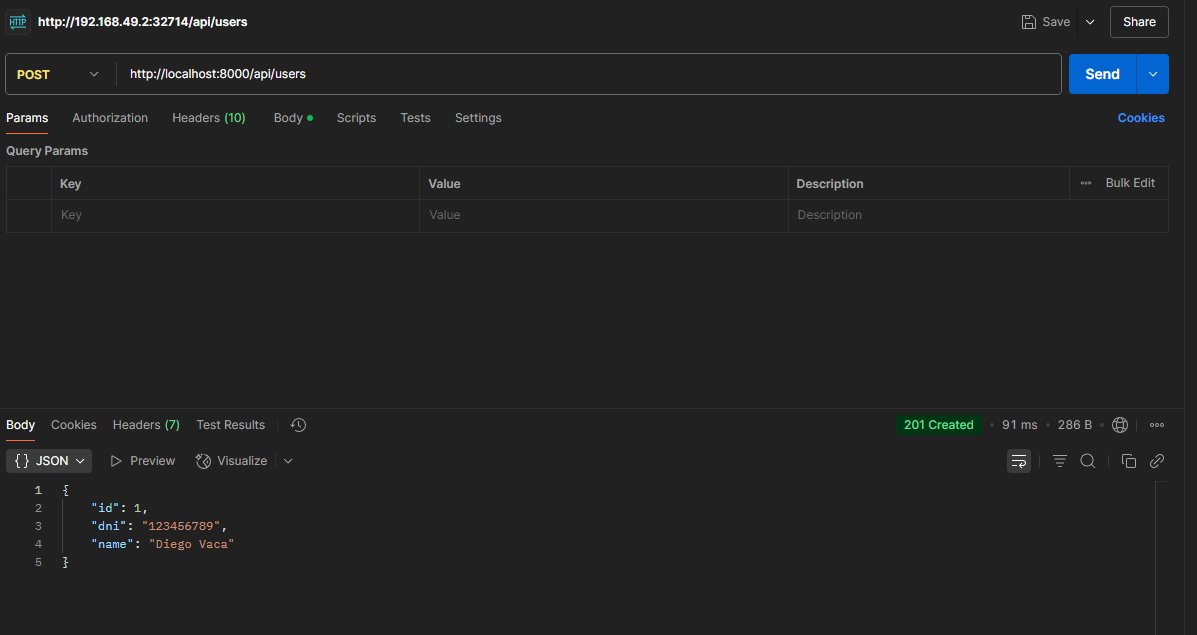 HTTP http://192.168.49.2:32714/api/users Save Share
POST http://localhost:8000/api/users Send
Params Authorization Headers (10) Body Scripts Tests Settings Cookies
Query Params
Key Value Description Bulk Edit
Key Value Description
Body Cookies Headers (7) Test Results 201 Created 91 ms 286 B
{} JSON Preview Visualize
1 {
2 "id": 1,
3 "dni": "123456789",
4 "name": "Diego Vaca"
5 }